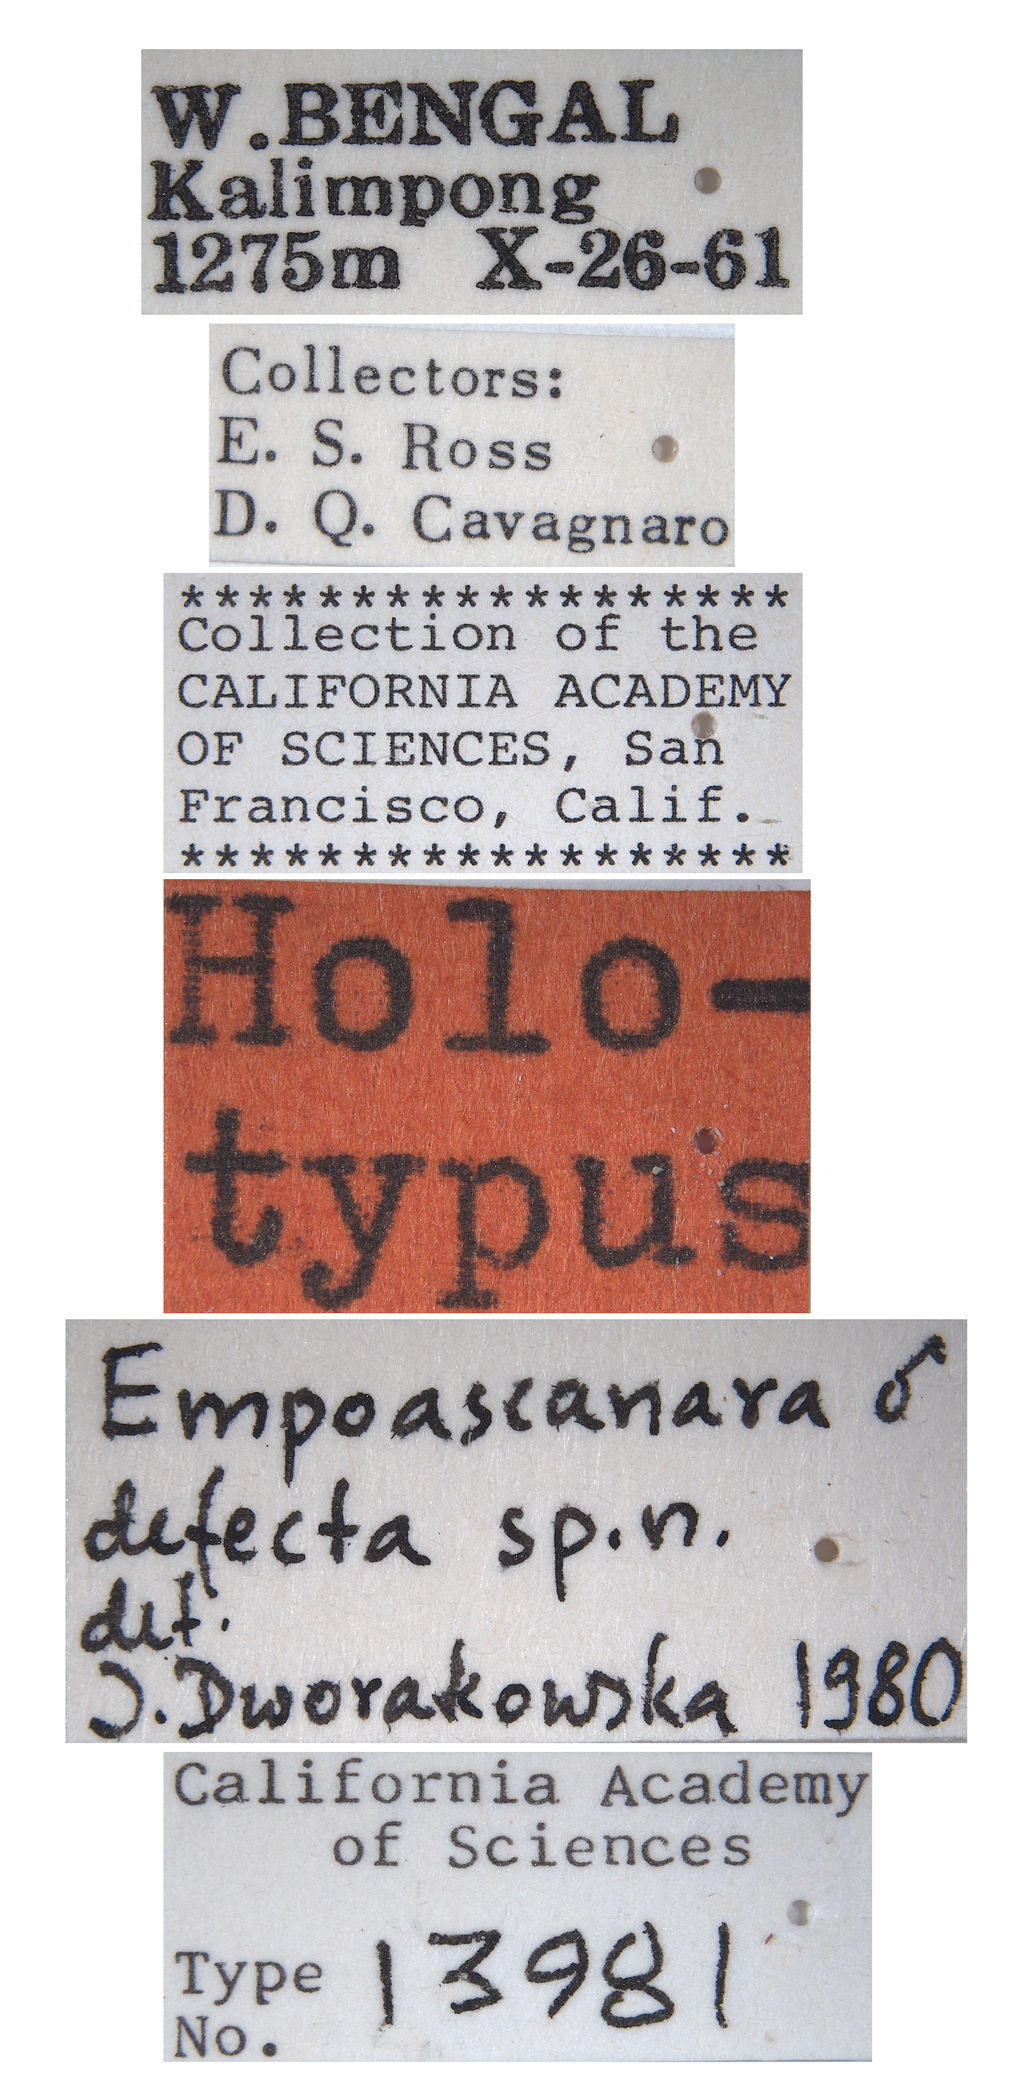 W.BENGAL
Kalimpong
1275m X-26-61
Collectors:
E. S. Ross
D. Q. Cavagnaro
******************
Collection of the
CALIFORNIA ACADEMY
OF SCIENCES, San
Francisco, Calif.
******************
Holo-
typus
Empoascanara ♂
defecta sp.n.
det.
J.Dworakowska 1980
California Academy
of Sciences
Type 13981
No.